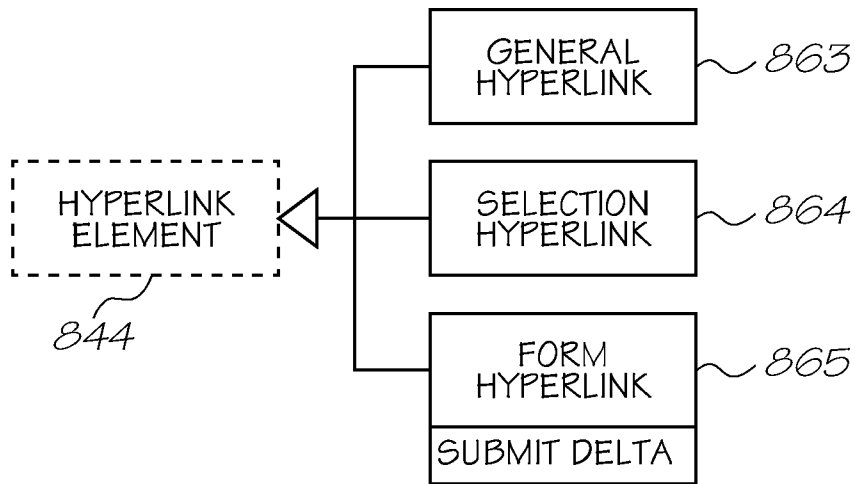 GENERAL
HYPERLINK
863
HYPERLINK
ELEMENT
844
SELECTION
HYPERLINK
864
FORM
HYPERLINK
865
SUBMIT DELTA